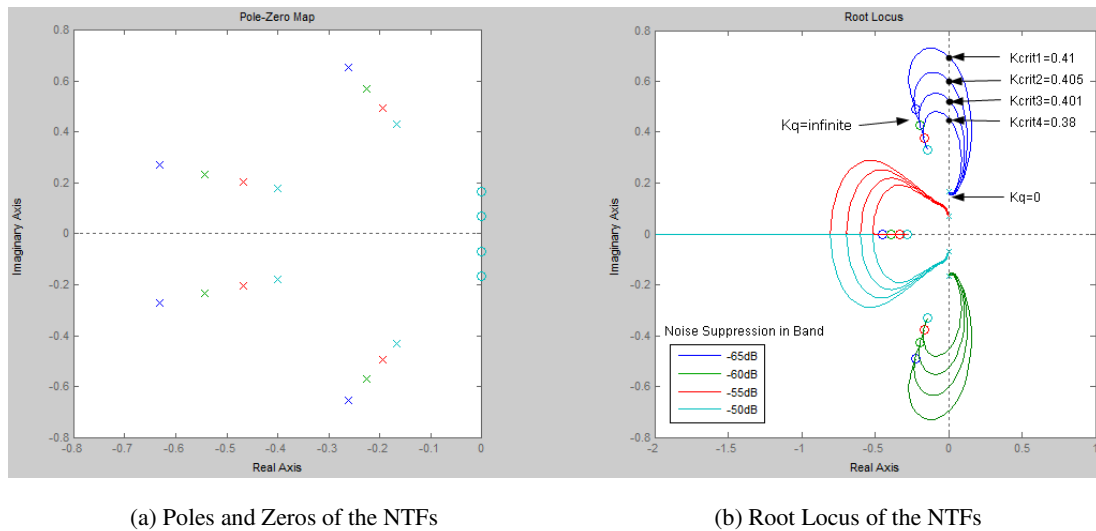 Pole-Zero Map
0.8
0.6
0.4
0.2
0
-0.2
-0.4
-0.6
-0.8
-0.8
-0.7
-0.6
-0.5
-0.4
-0.3
-0.2
-0.1
0
Imaginary Axis
Real Axis
(a) Poles and Zeros of the NTFs
Root Locus
0.8
0.6
0.4
0.2
0
-0.2
-0.4
-0.6
-0.8
-2
-1.5
-1
-0.5
0
0.5
1
Imaginary Axis
Real Axis
Kcrit1=0.41
Kcrit2=0.405
Kcrit3=0.401
Kcrit4=0.38
Kq=infinite
Kq=0
Noise Suppression in Band
-65dB
-60dB
-55dB
-50dB
(b) Root Locus of the NTFs